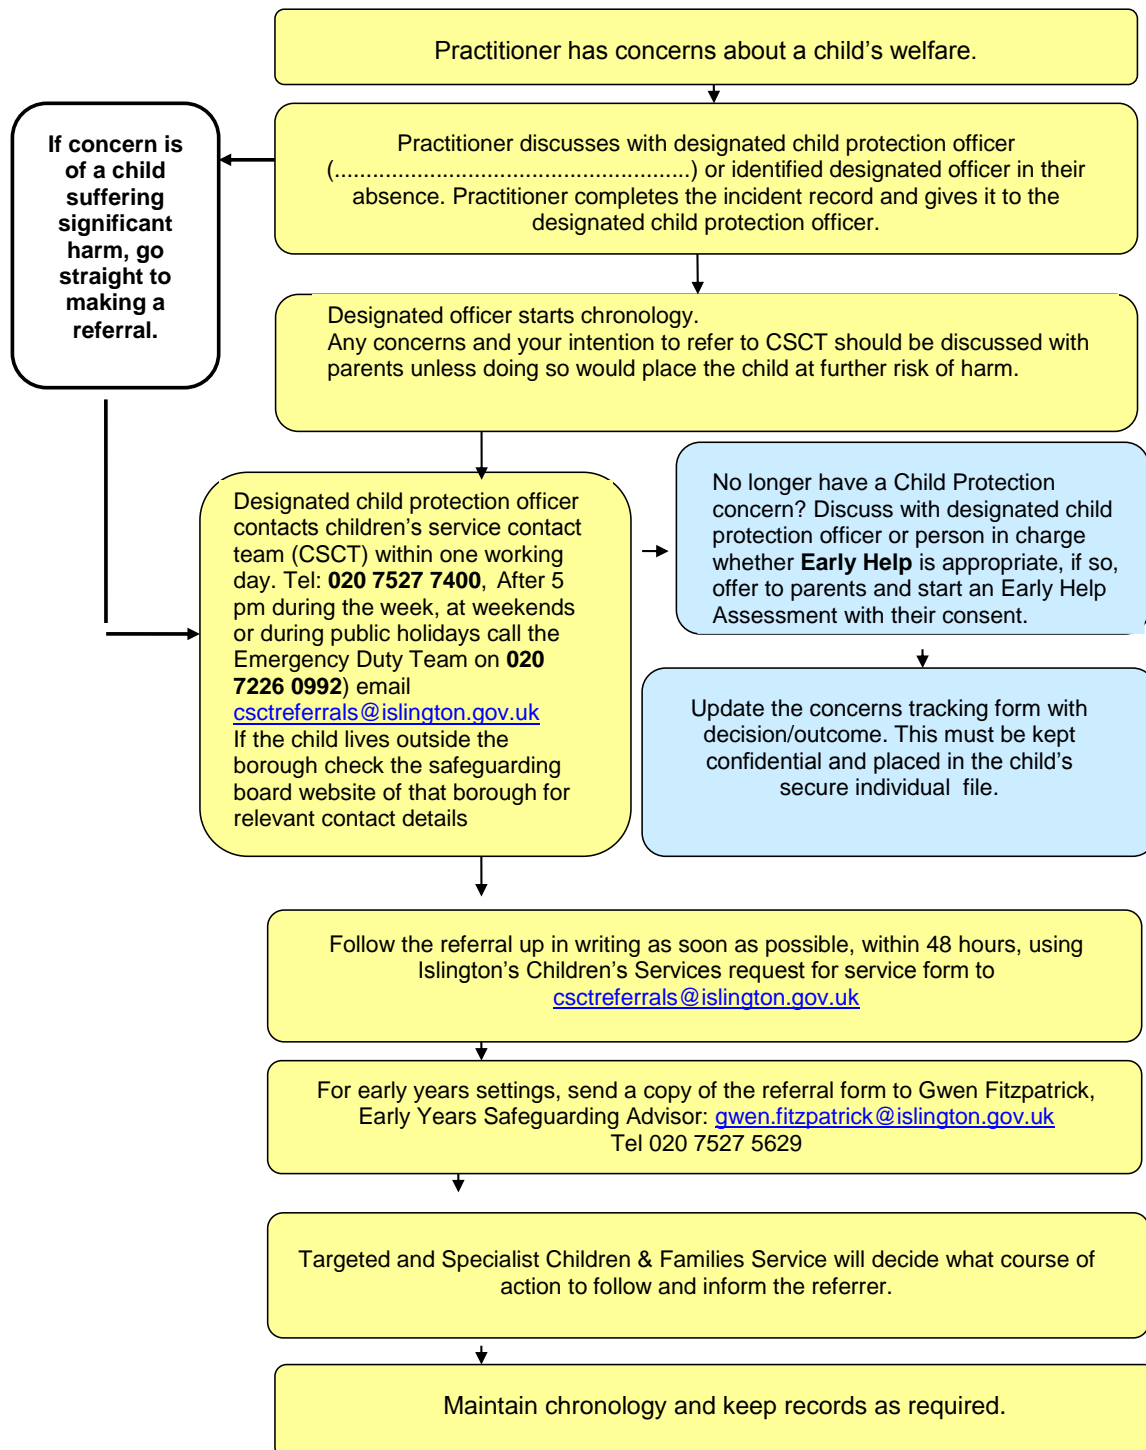 Practitioner has concerns about a child's welfare.
If concern is
of a child
suffering
significant
harm, go
straight to
making a
referral.
Practitioner discusses with designated child protection officer
(..........................................................) or identified designated officer in their
absence. Practitioner completes the incident record and gives it to the
designated child protection officer.
Designated officer starts chronology.
Any concerns and your intention to refer to CSCT should be discussed with
parents unless doing so would place the child at further risk of harm.
Designated child protection officer
contacts children's service contact
team (CSCT) within one working
day. Tel: 020 7527 7400, After 5
pm during the week, at weekends
or during public holidays call the
Emergency Duty Team on 020
7226 0992) email
csctreferrals@islington.gov.uk
If the child lives outside the
borough check the safeguarding
board website of that borough for
relevant contact details
No longer have a Child Protection
concern? Discuss with designated child
protection officer or person in charge
whether Early Help is appropriate, if so,
offer to parents and start an Early Help
Assessment with their consent.
Update the concerns tracking form with
decision/outcome. This must be kept
confidential and placed in the child's
secure individual file.
Follow the referral up in writing as soon as possible, within 48 hours, using
Islington's Children's Services request for service form to
csctreferrals@islington.gov.uk
For early years settings, send a copy of the referral form to Gwen Fitzpatrick,
Early Years Safeguarding Advisor: gwen.fitzpatrick@islington.gov.uk
Tel 020 7527 5629
Targeted and Specialist Children & Families Service will decide what course of
action to follow and inform the referrer.
Maintain chronology and keep records as required.